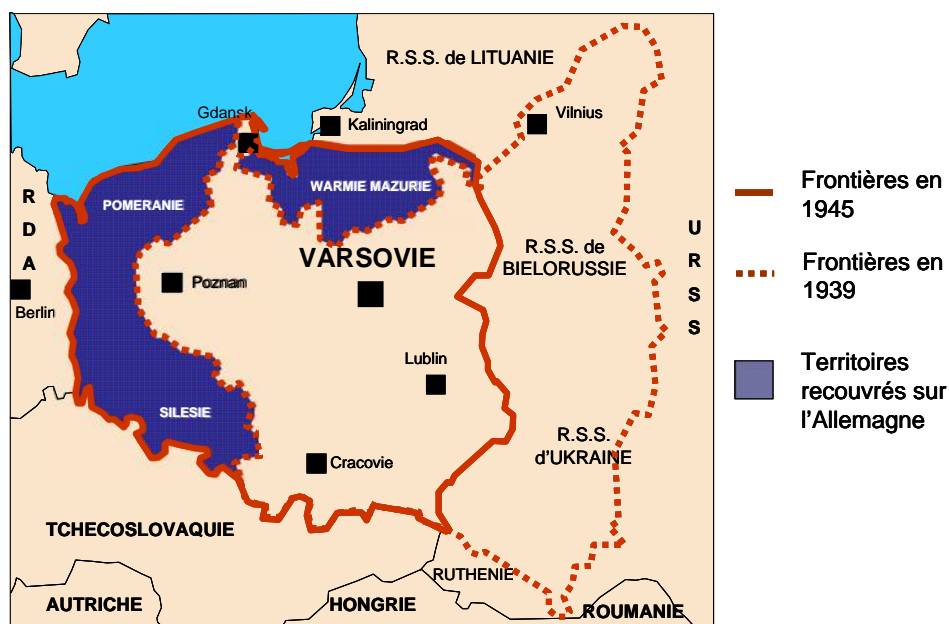 R.S.S. de LITUANIE
Gdansk
Kaliningrad
Vilnius
R
D
A
POMERANIE
WARMIE MAZURIE
U
R
S
S
R.S.S. de
BIELORUSSIE
VARSOVIE
Poznam
Berlin
Lublin
SILESIE
Cracovie
R.S.S.
d'UKRAINE
TCHECOSLOVAQUIE
RUTHENIE
AUTRICHE
HONGRIE
ROUMANIE
Frontières en
1945
Frontières en
1939
Territoires
recouvrés sur
l'Allemagne